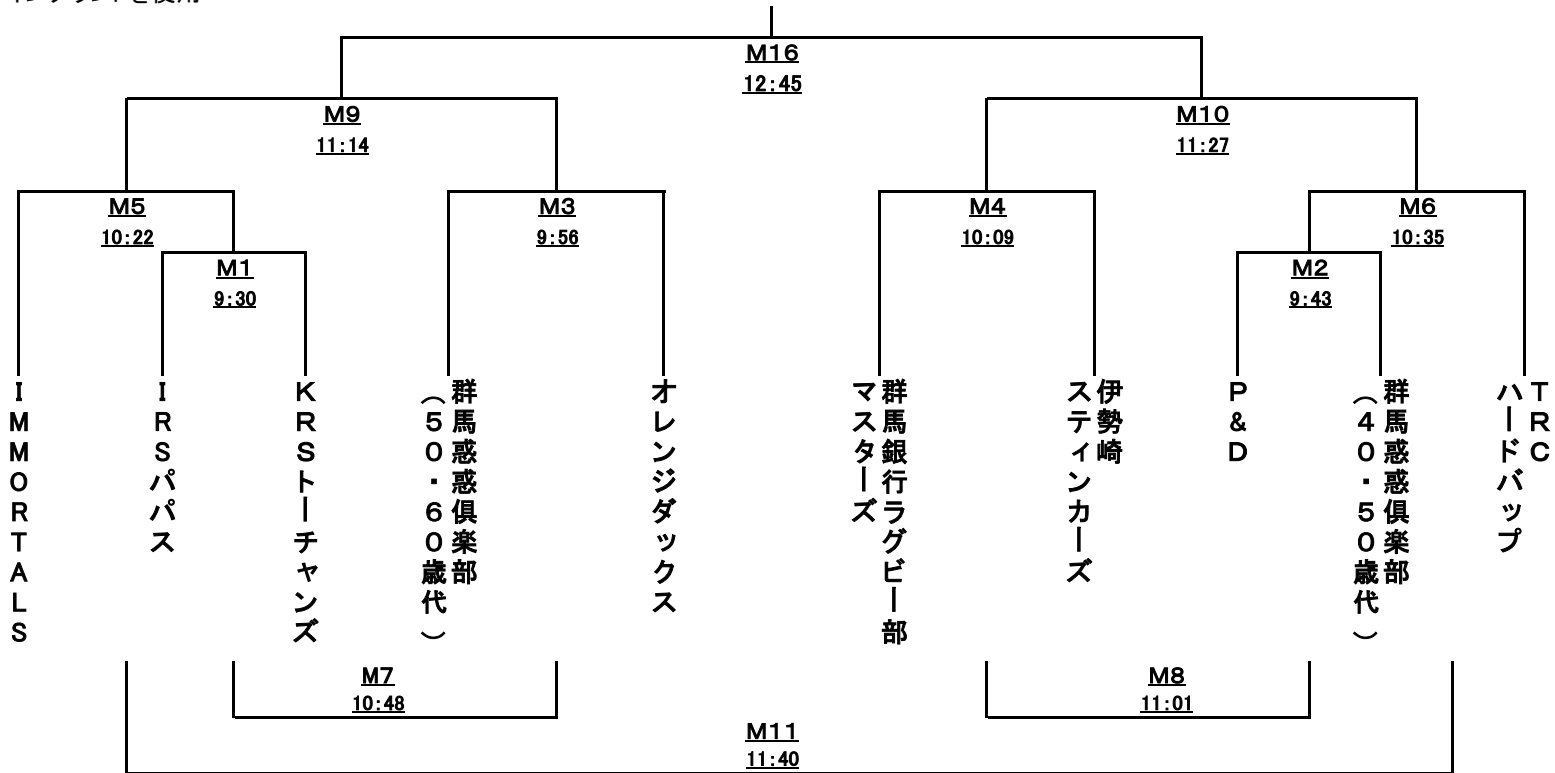 M16
12:45
M9
11:14
M10
11:27
M5
10:22
M3
9:56
M4
10:09
M6
10:35
M1
9:30
M2
9:43
IMMORTALS
IRSパパス
KRSトーチャンズ
群馬惑惑倶楽部
（50・60歳代）
オレンジダックス
群馬銀行ラグビー部
マスターズ
伊勢崎
スティンカーズ
P&D
群馬惑惑倶楽部
（40・50歳代）
TRC
ハードバップ
M7
10:48
M8
11:01
M11
11:40